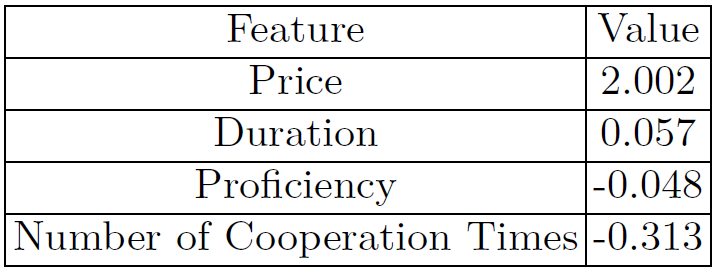 Feature Value
Price 2.002
Duration 0.057
Proficiency -0.048
Number of Cooperation Times -0.313